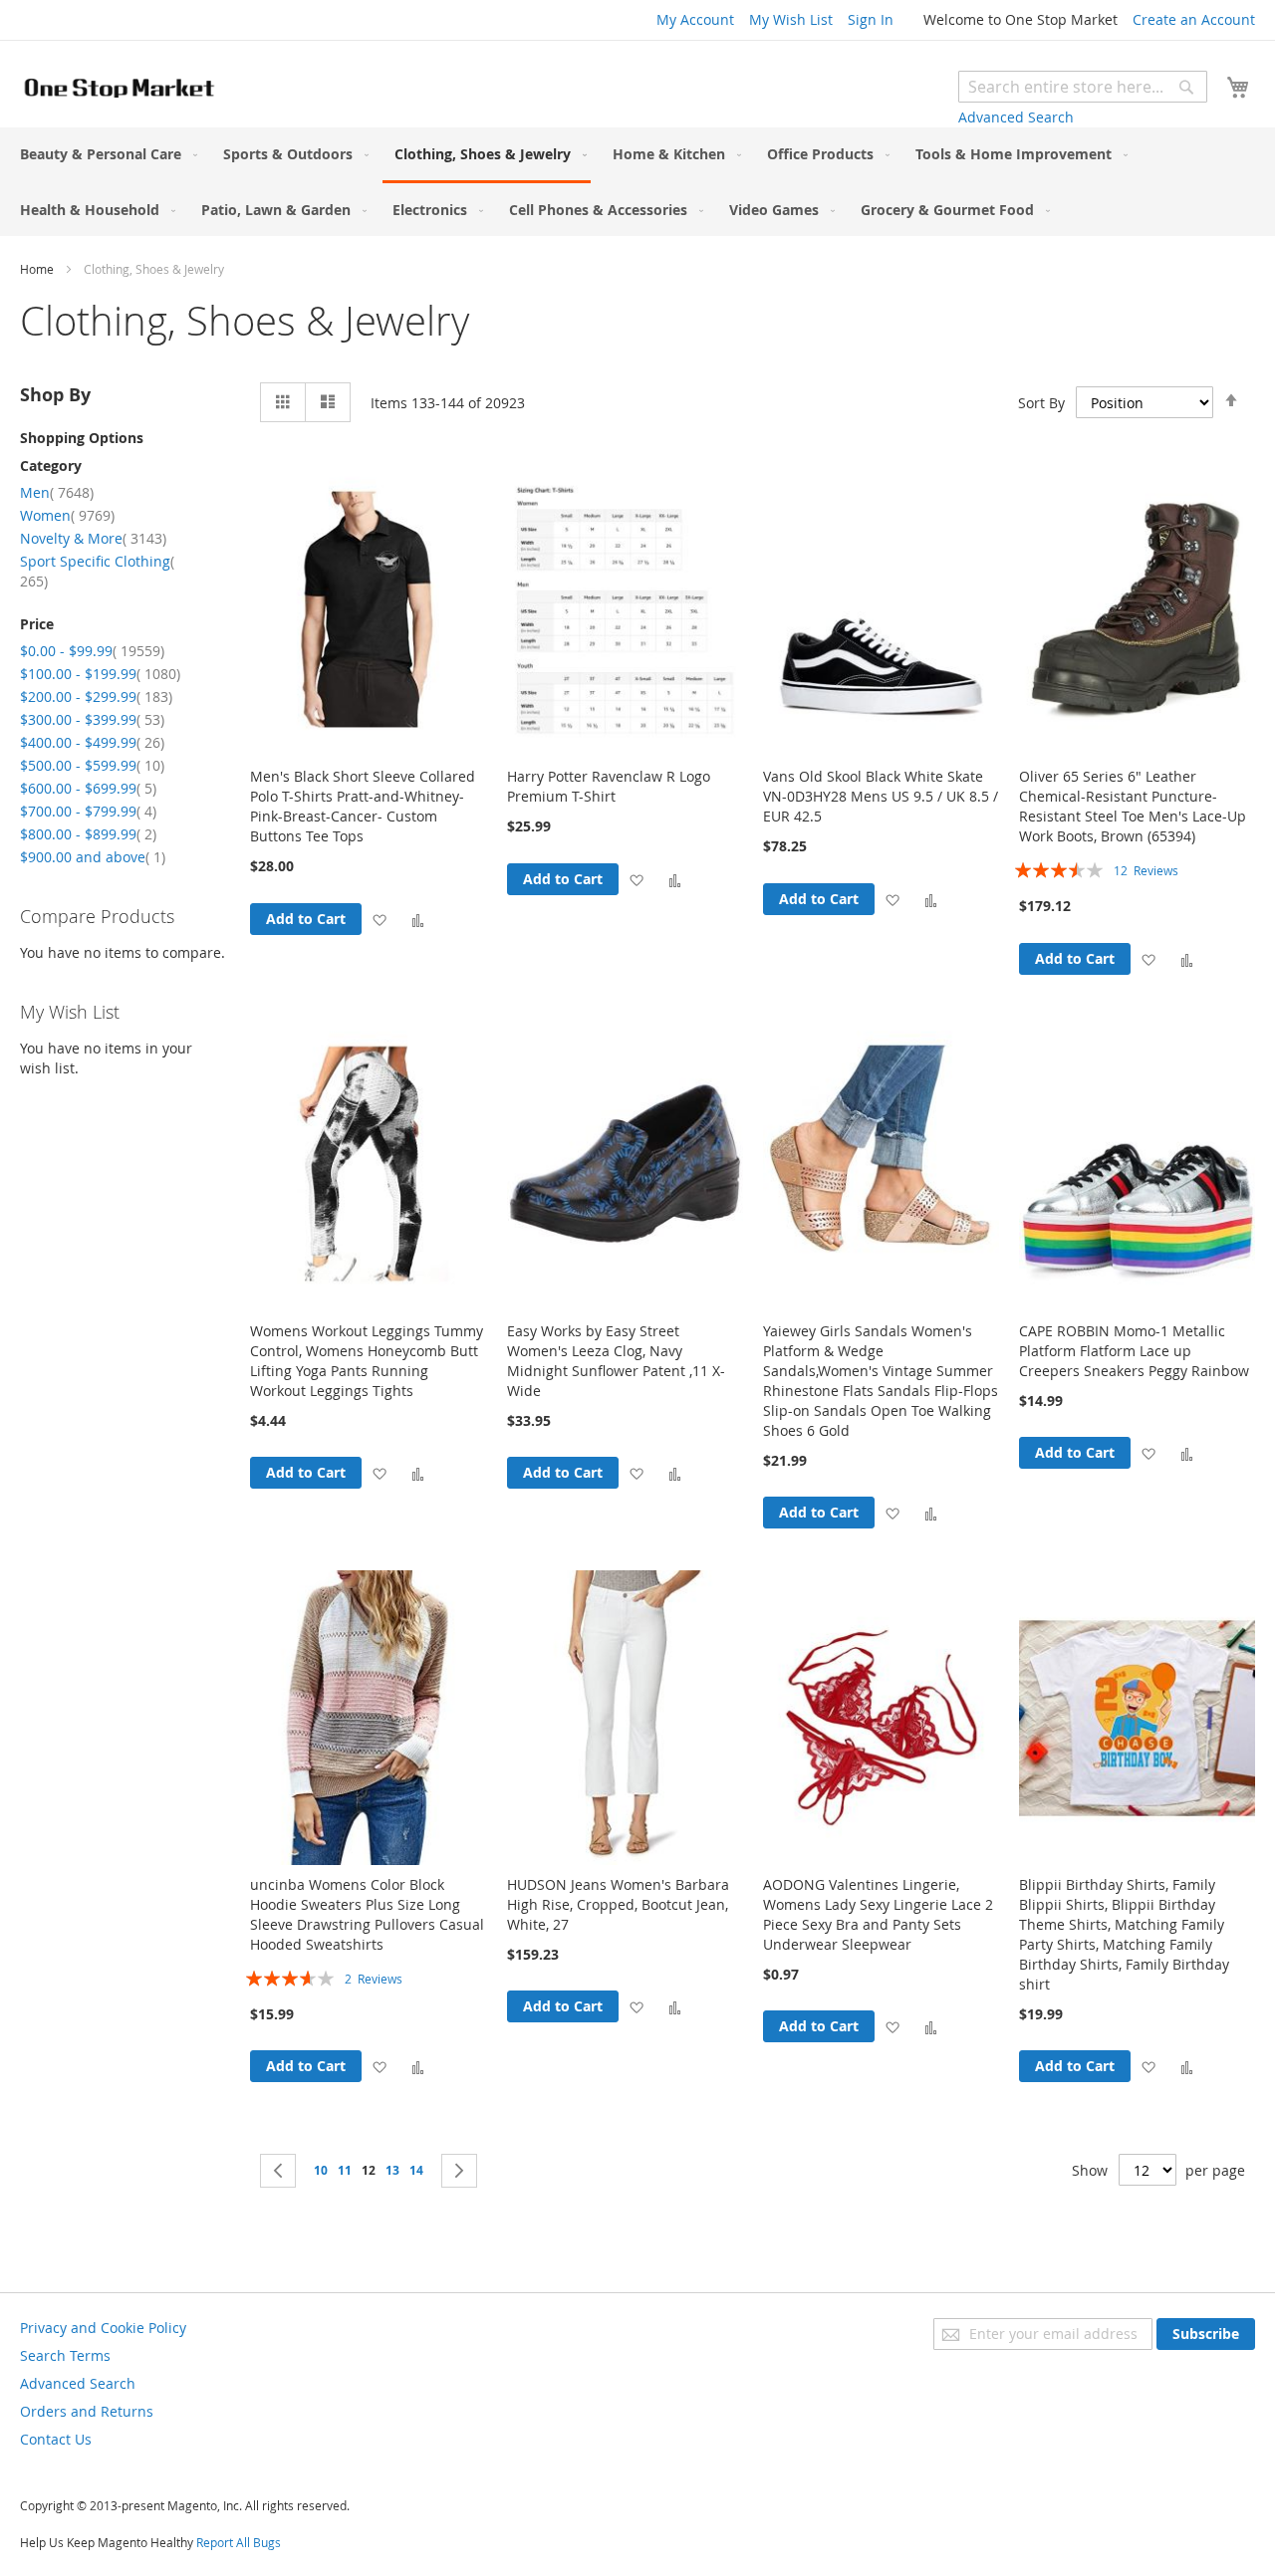 My Account My Wish List Sign In Welcome to One Stop Market Create an Account
One Stop Market
Search entire store here...
Advanced Search
Beauty & Personal Care Sports & Outdoors Clothing, Shoes & Jewelry Home & Kitchen Office Products Tools & Home Improvement
Health & Household Patio, Lawn & Garden Electronics Cell Phones & Accessories Video Games Grocery & Gourmet Food
Home Clothing, Shoes & Jewelry
Clothing, Shoes & Jewelry
Shop By
Shopping Options
Category
Men( 7648)
Women( 9769)
Novelty & More( 3143)
Sport Specific Clothing(
265)
Price
$0.00 - $99.99( 19559)
$100.00 - $199.99( 1080)
$200.00 - $299.99( 183)
$300.00 - $399.99( 53)
$400.00 - $499.99( 26)
$500.00 - $599.99( 10)
$600.00 - $699.99( 5)
$700.00 - $799.99( 4)
$800.00 - $899.99( 2)
$900.00 and above( 1)
Compare Products
You have no items to compare.
My Wish List
You have no items in your
wish list.
Items 133-144 of 20923
Sort By Position
Men's Black Short Sleeve Collared
Polo T-Shirts Pratt-and-Whitney-
Pink-Breast-Cancer- Custom
Buttons Tee Tops
$28.00
Add to Cart
Sizing Chart: T-Shirts
Women
Men
Youth
Harry Potter Ravenclaw R Logo
Premium T-Shirt
$25.99
Add to Cart
Vans Old Skool Black White Skate
VN-0D3HY28 Mens US 9.5 / UK 8.5 /
EUR 42.5
$78.25
Add to Cart
Oliver 65 Series 6" Leather
Chemical-Resistant Puncture-
Resistant Steel Toe Men's Lace-Up
Work Boots, Brown (65394)
12 Reviews
$179.12
Add to Cart
Womens Workout Leggings Tummy
Control, Womens Honeycomb Butt
Lifting Yoga Pants Running
Workout Leggings Tights
$4.44
Add to Cart
Easy Works by Easy Street
Women's Leeza Clog, Navy
Midnight Sunflower Patent ,11 X-
Wide
$33.95
Add to Cart
Yaiewey Girls Sandals Women's
Platform & Wedge
Sandals,Women's Vintage Summer
Rhinestone Flats Sandals Flip-Flops
Slip-on Sandals Open Toe Walking
Shoes 6 Gold
$21.99
Add to Cart
CAPE ROBBIN Momo-1 Metallic
Platform Flatform Lace up
Creepers Sneakers Peggy Rainbow
$14.99
Add to Cart
uncinba Womens Color Block
Hoodie Sweaters Plus Size Long
Sleeve Drawstring Pullovers Casual
Hooded Sweatshirts
2 Reviews
$15.99
Add to Cart
HUDSON Jeans Women's Barbara
High Rise, Cropped, Bootcut Jean,
White, 27
$159.23
Add to Cart
AODONG Valentines Lingerie,
Womens Lady Sexy Lingerie Lace 2
Piece Sexy Bra and Panty Sets
Underwear Sleepwear
$0.97
Add to Cart
2
CHASE
BIRTHDAY BOY
Blippii Birthday Shirts, Family
Blippii Shirts, Blippii Birthday
Theme Shirts, Matching Family
Party Shirts, Matching Family
Birthday Shirts, Family Birthday
shirt
$19.99
Add to Cart
10 11 12 13 14
Show 12 per page
Privacy and Cookie Policy
Search Terms
Advanced Search
Orders and Returns
Contact Us
Enter your email address Subscribe
Copyright © 2013-present Magento, Inc. All rights reserved.
Help Us Keep Magento Healthy Report All Bugs